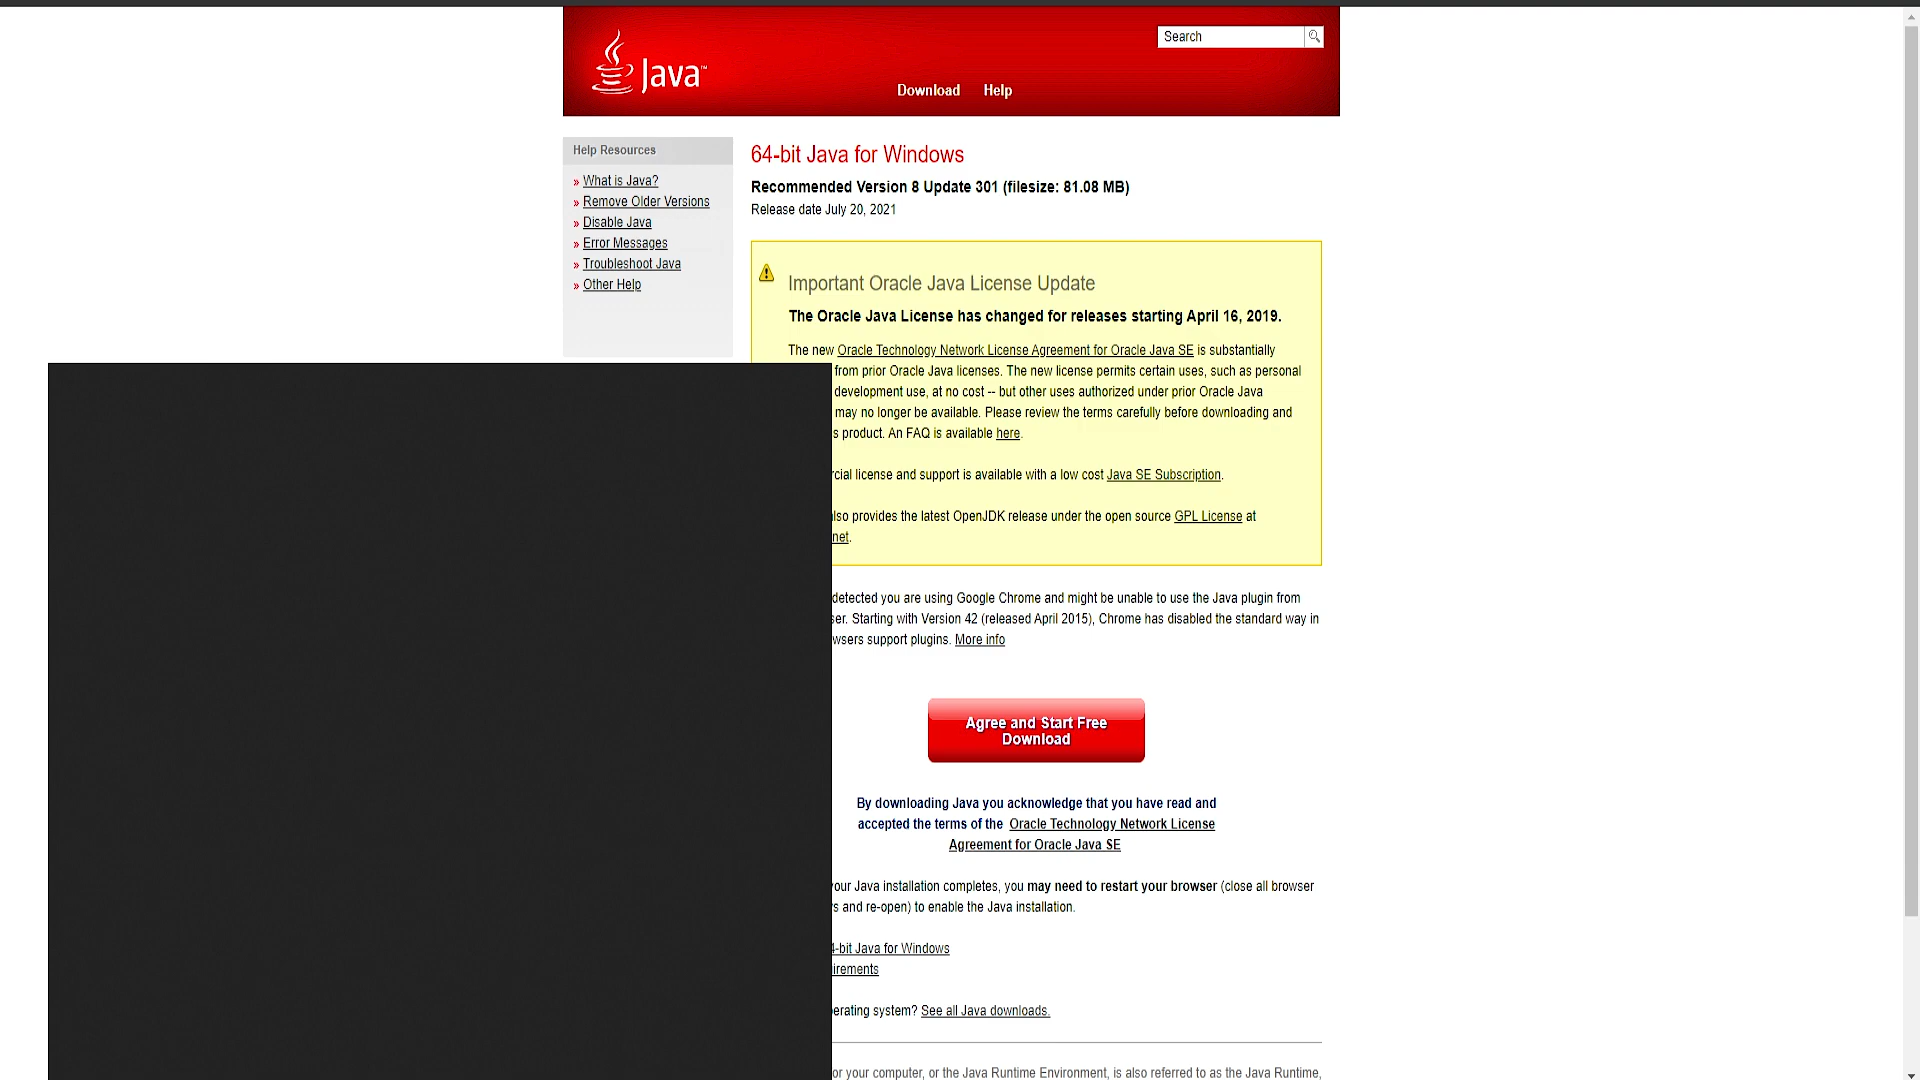 Java™
Search
Download Help
Help Resources
» What is Java?
» Remove Older Versions
» Disable Java
» Error Messages
» Troubleshoot Java
» Other Help
64-bit Java for Windows
Recommended Version 8 Update 301 (filesize: 81.08 MB)
Release date July 20, 2021
Important Oracle Java License Update
The Oracle Java License has changed for releases starting April 16, 2019.
The new Oracle Technology Network License Agreement for Oracle Java SE is substantially
from prior Oracle Java licenses. The new license permits certain uses, such as personal
development use, at no cost -- but other uses authorized under prior Oracle Java
may no longer be available. Please review the terms carefully before downloading and
product. An FAQ is available here.
license and support is available with a low cost Java SE Subscription.
provides the latest OpenJDK release under the open source GPL License at
net.
detected you are using Google Chrome and might be unable to use the Java plugin from
Starting with Version 42 (released April 2015), Chrome has disabled the standard way in
support plugins. More info
Agree and Start Free
Download
By downloading Java you acknowledge that you have read and
accepted the terms of the Oracle Technology Network License
Agreement for Oracle Java SE
Java installation completes, you may need to restart your browser (close all browser
and re-open) to enable the Java installation.
-bit Java for Windows
system? See all Java downloads.
or your computer, or the Java Runtime Environment, is also referred to as the Java Runtime,